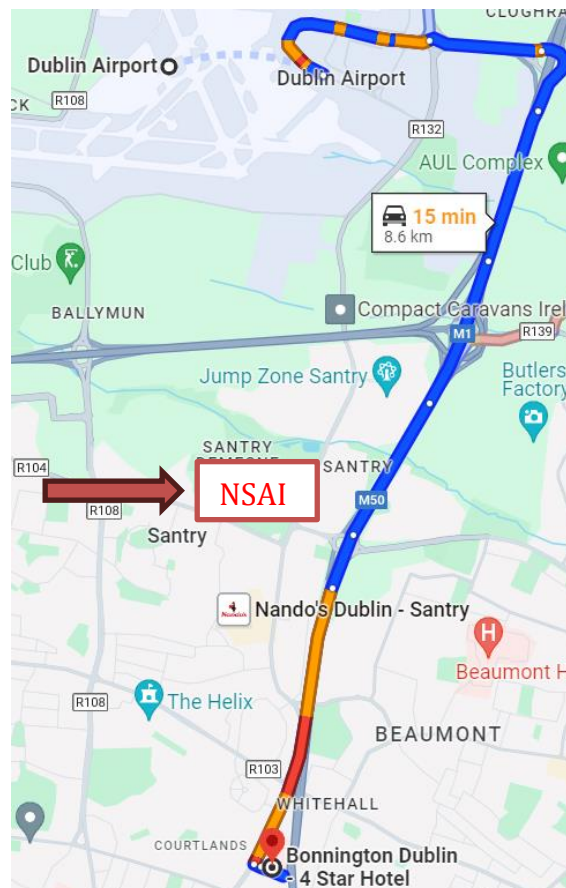 CLOGHRA
Dublin Airport
Dublin Airport
CK
R108
R132
AUL Complex
15 min
8.6 km
Club
BALLYMUN
Compact Caravans Irel
M1
R139
Jump Zone Santry
Butlers
Factory
SANTRY
DEMESNE
SANTRY
R104
NSAI
M50
R108
Santry
Nando's Dublin - Santry
Nando's
H
Beaumont H
R108
The Helix
BEAUMONT
R103
WHITEHALL
COURTLANDS
Bonnington Dublin
- 4 Star Hotel